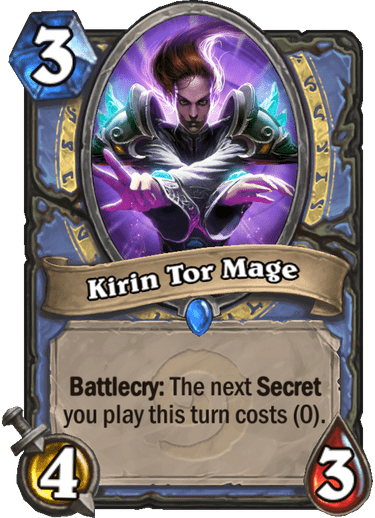 3
Kirin Tor Mage
Battlecry: The next Secret
you play this turn costs (0).
4
3